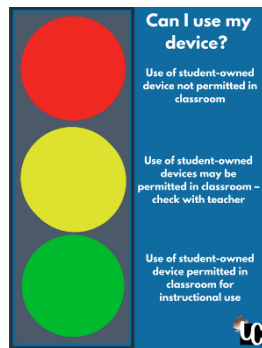 Can I use my
device?
Use of student-owned
device not permitted in
classroom
Use of student-owned
devices may be
permitted in classroom –
check with teacher
Use of student-owned
device permitted in
classroom for
instructional use
UC